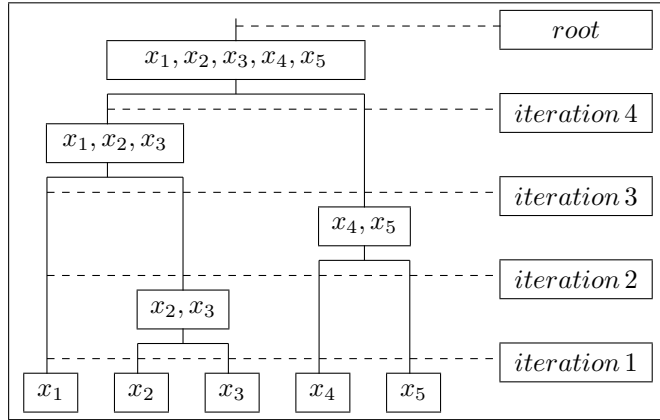 root
x₁, x₂, x₃, x₄, x₅
iteration 4
x₁, x₂, x₃
iteration 3
x₄, x₅
iteration 2
x₂, x₃
iteration 1
x₁ x₂ x₃ x₄ x₅